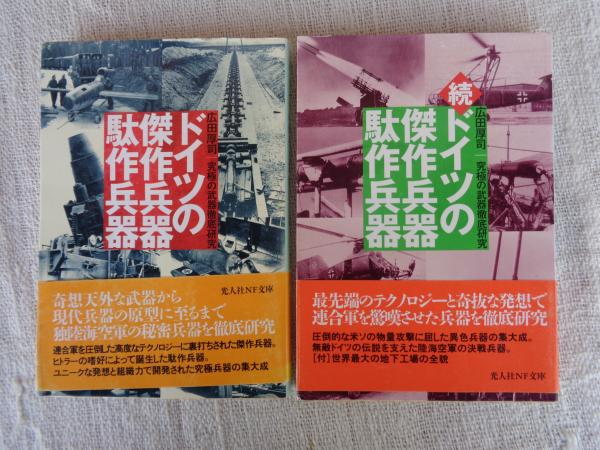 ドイツの
傑作兵器
駄作兵器
広田厚司
究極の武器徹底研究
光人社NF文庫
奇想天外な武器から
現代兵器の原型に至るまで
独陸海空軍の秘密兵器を徹底研究
連合軍を圧倒した高度なテクノロジーに裏打ちされた傑作兵器。
ヒトラーの嗜好によって誕生した駄作兵器。
ユニークな発想と組織力で開発された究極兵器の集大成
続
ドイツの
傑作兵器
駄作兵器
広田厚司
究極の武器徹底研究
最先端のテクノロジーと奇抜な発想で
連合軍を驚嘆させた兵器を徹底研究
圧倒的な米ソの物量攻撃に屈した異色兵器の集大成。
無敵ドイツの伝説を支えた陸海空軍の決戦兵器。
[付]世界最大の地下工場の全貌
光人社NF文庫